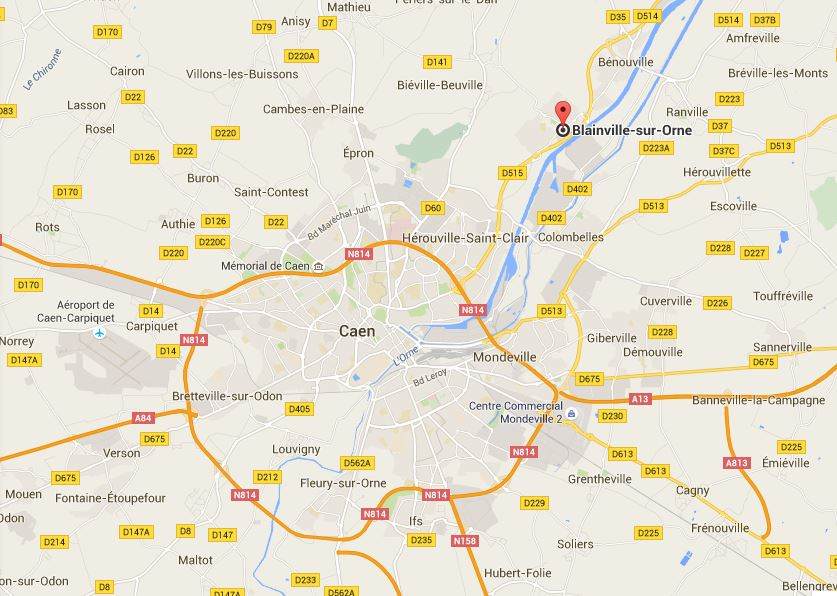 Périers-sur-le-Dan
Mathieu
D35
D514
D170
D79
Anisy
D7
D514
D37B
Amfreville
Le Chironne
D220A
D141
Bénouville
Cairon
Villons-les-Buissons
Biéville-Beuville
Bréville-les-Monts
Lasson
D22
D223
D83
Cambes-en-Plaine
Ranville
Rosel
D220
Blainville-sur-Orne
D37
D126
D22
Épron
D223A
D37C
D513
D515
Hérouvillette
Buron
D170
Saint-Contest
D402
D60
D513
Escoville
Rots
Authie
D126
D22
Bd Maréchal Juin
D402
D220C
Hérouville-Saint-Clair
Colombelles
D220
N814
D228
D227
Mémorial de Caen
D170
Touffréville
Aéroport de
Caen-Carpiquet
D14
N814
D513
Cuverville
D226
Carpiquet
Caen
D228
Norrey
N814
Giberville
Démouville
Sannerville
D147A
D14
L'Orne
Mondeville
D675
Bd Leroy
D675
Bretteville-sur-Odon
D405
A13
Banneville-la-Campagne
Centre Commercial
Mondeville 2
D230
A84
D675
Verson
Louvigny
N814
D613
D225
D562A
D613
A813
Émiéville
D675
D212
Grentheville
Mouen
Fontaine-Étoupefour
N814
Fleury-sur-Orne
N814
Cagny
D229
Odon
N814
Ifs
Frénouville
D214
D147A
D8
D147
D235
N158
Soliers
D225
D613
Maltot
on-sur-Odon
D8
D233
Hubert-Folie
D147A
D562A
Bellengre